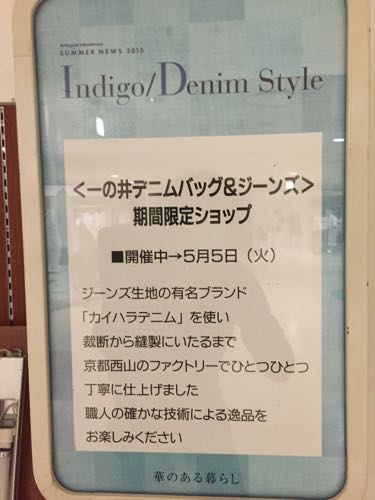 SUMMER NEWS 2015
Indigo/Denim Style
<一の井デニムバッグ&ジーンズ>
期間限定ショップ
■開催中→5月5日(火)
ジーンズ生地の有名ブランド
「カイハラデニム」を使い
裁断から縫製にいたるまで
京都西山のファクトリーでひとつひとつ
丁寧に仕上げました
職人の確かな技術による逸品を
お楽しみください
華のある暮らし